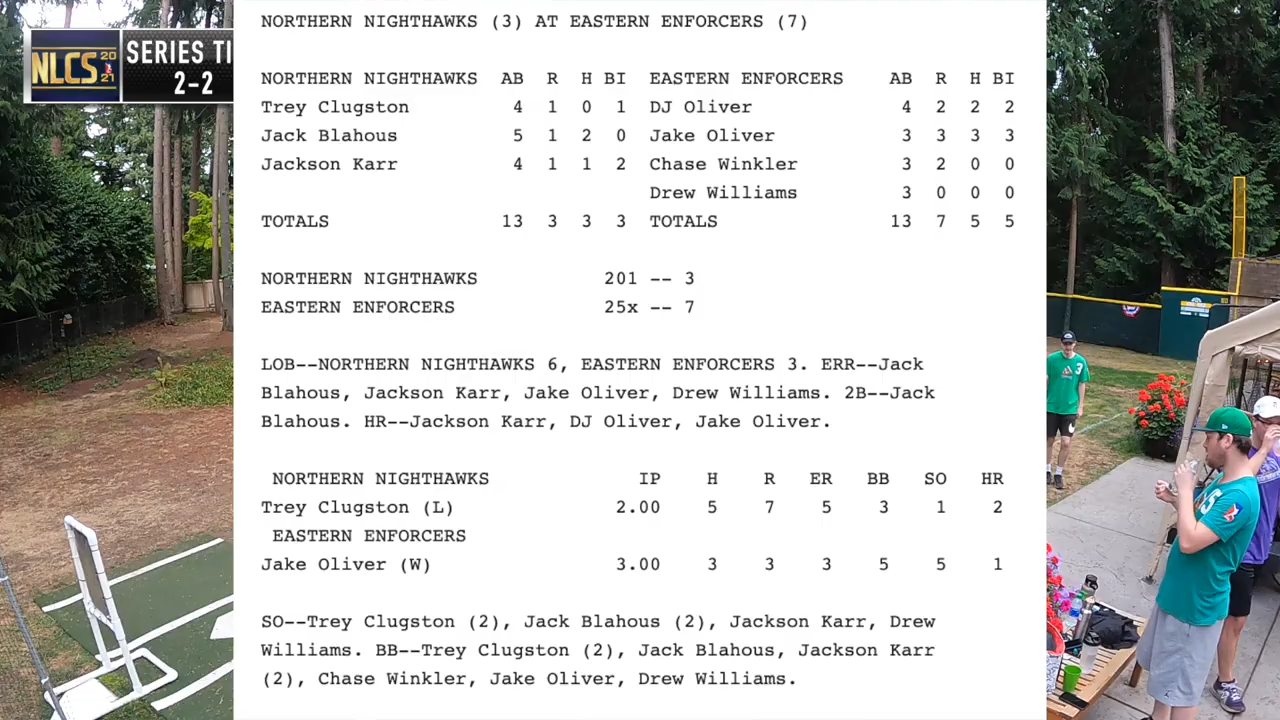 NORTHERN NIGHTHAWKS (3) AT EASTERN ENFORCERS (7)
NLCS 20 21
SERIES TI
2-2
NORTHERN NIGHTHAWKS AB R H BI EASTERN ENFORCERS AB R H BI
Trey Clugston 4 1 0 1 DJ Oliver 4 2 2 2
Jack Blahous 5 1 2 0 Jake Oliver 3 3 3 3
Jackson Karr 4 1 1 2 Chase Winkler 3 2 0 0
Drew Williams 3 0 0 0
TOTALS 13 3 3 3 TOTALS 13 7 5 5
NORTHERN NIGHTHAWKS 201 -- 3
EASTERN ENFORCERS 25x -- 7
LOB--NORTHERN NIGHTHAWKS 6, EASTERN ENFORCERS 3. ERR--Jack
Blahous, Jackson Karr, Jake Oliver, Drew Williams. 2B--Jack
Blahous. HR--Jackson Karr, DJ Oliver, Jake Oliver.
NORTHERN NIGHTHAWKS IP H R ER BB SO HR
Trey Clugston (L) 2.00 5 7 5 3 1 2
EASTERN ENFORCERS
Jake Oliver (W) 3.00 3 3 3 5 5 1
SO--Trey Clugston (2), Jack Blahous (2), Jackson Karr, Drew
Williams. BB--Trey Clugston (2), Jack Blahous, Jackson Karr
(2), Chase Winkler, Jake Oliver, Drew Williams.
3